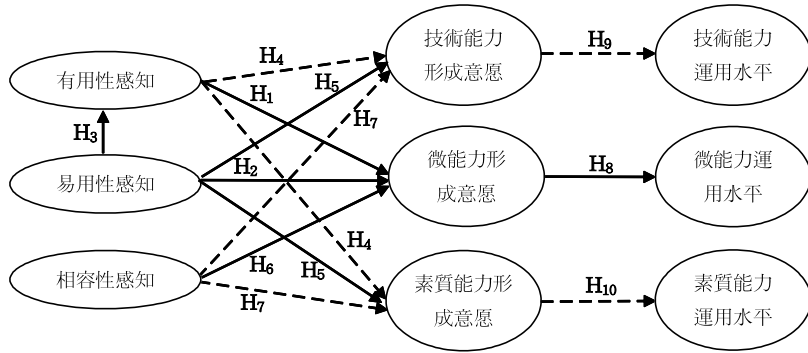 有用性感知
易用性感知
相容性感知
技術能力
形成意愿
微能力形
成意愿
素質能力形
成意愿
技術能力
運用水平
微能力運
用水平
素質能力
運用水平
H4
H1
H5
H7
H3
H2
H4
H6
H5
H7
H9
H8
H10